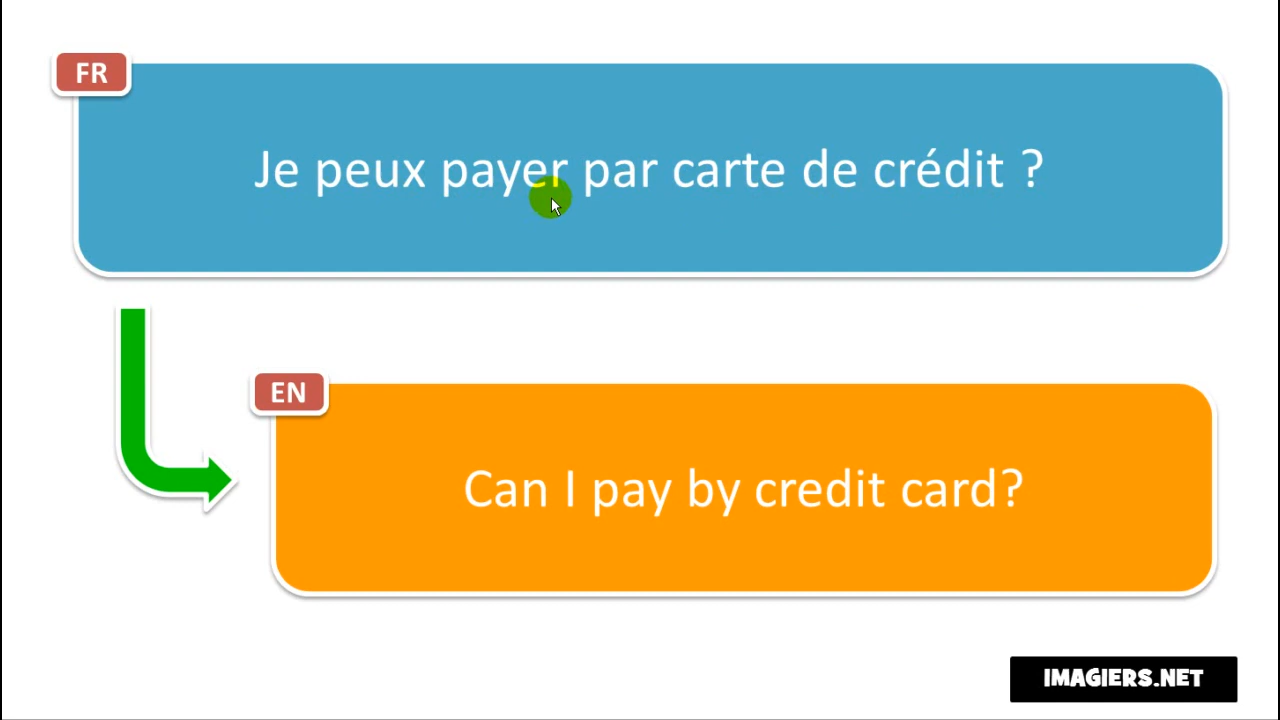 FR
Je peux payer par carte de crédit ?
EN
Can I pay by credit card?
IMAGIERS.NET